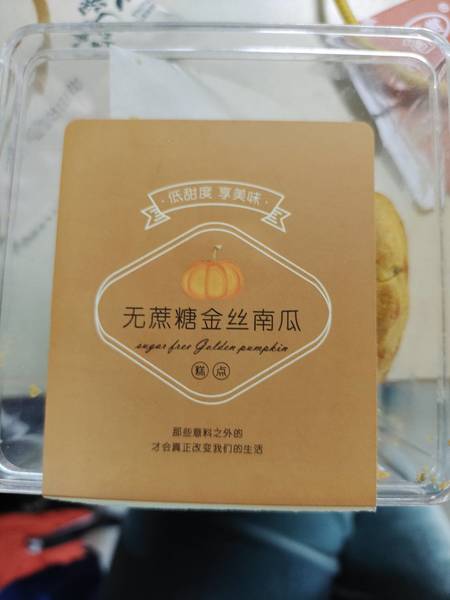 ·低甜度 享美味·
无蔗糖金丝南瓜
sugar free Golden pumpkin
糕点
那些意料之外的
才会真正改变我们的生活